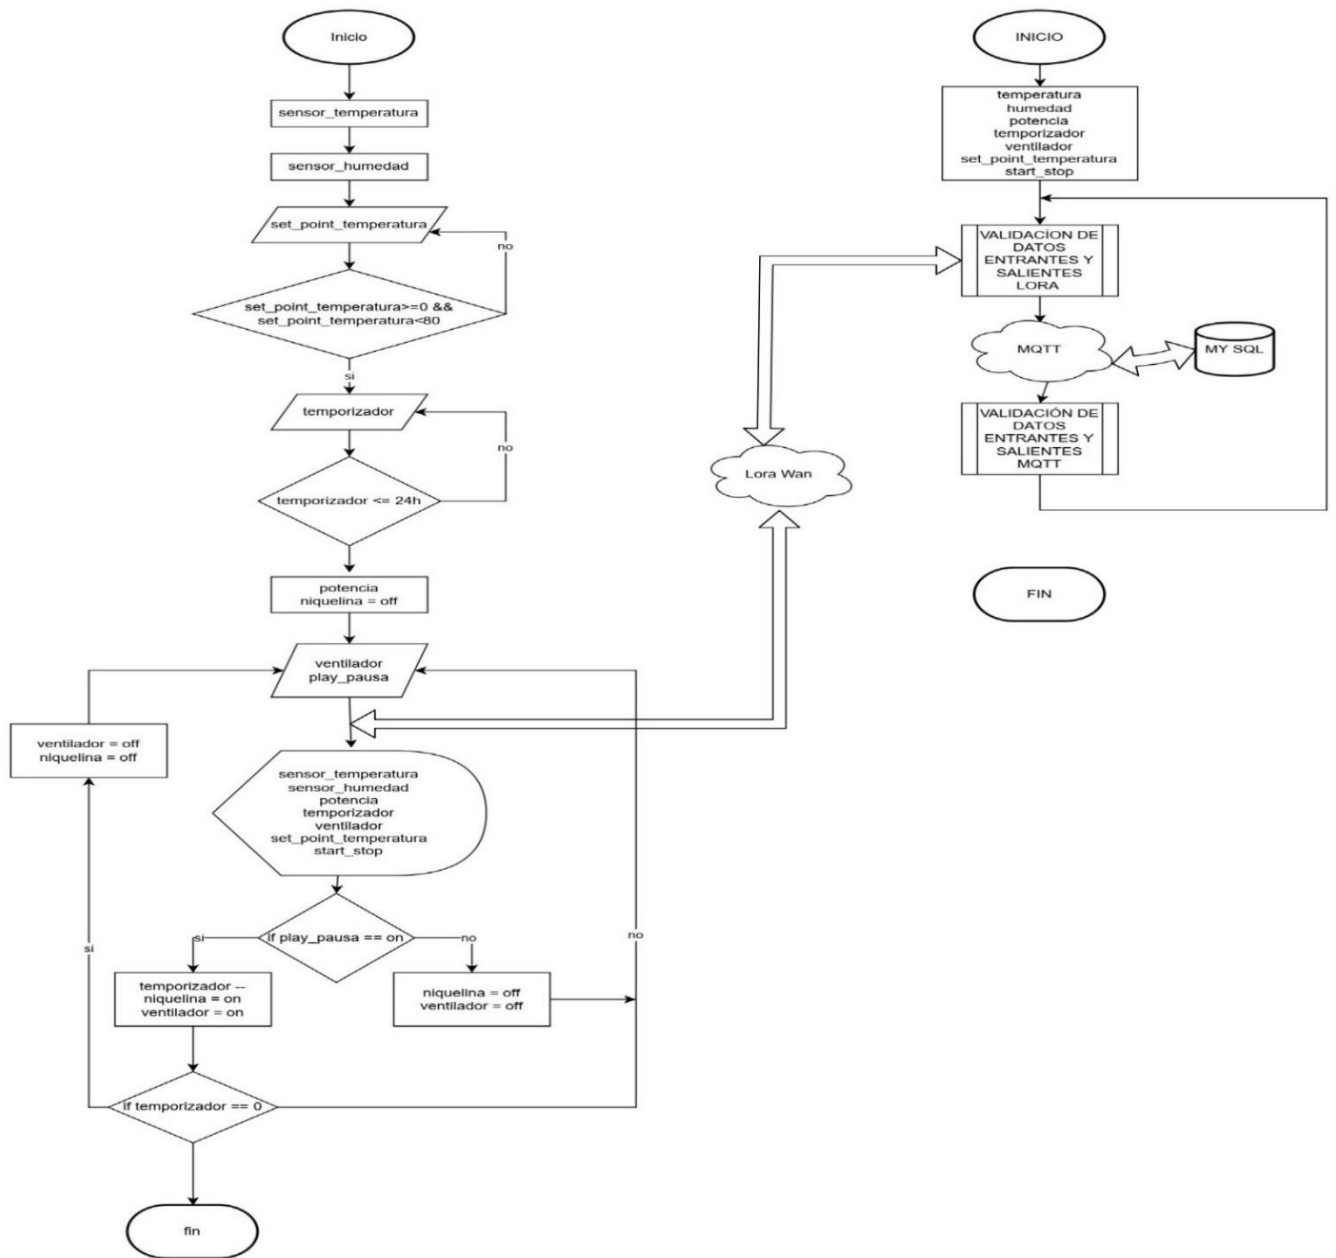 Inicio
sensor_temperatura
sensor_humedad
set_point_temperatura
no
set_point_temperatura>=0 &&
set_point_temperatura<80
si
temporizador
no
temporizador <= 24h
potencia
niquelina = off
ventilador
play_pausa
ventilador = off
niquelina = off
sensor_temperatura
sensor_humedad
potencia
temporizador
ventilador
set_point_temperatura
start_stop
if play_pausa == on
si
no
temporizador --
niquelina = on
ventilador = on
niquelina = off
ventilador = off
si
no
if temporizador == 0
fin
Lora Wan
INICIO
temperatura
humedad
potencia
temporizador
ventilador
set_point_temperatura
start_stop
VALIDACÍON DE
DATOS
ENTRANTES Y
SALIENTES
LORA
MQTT
MY SQL
VALIDACIÓN DE
DATOS
ENTRANTES Y
SALIENTES
MQTT
FIN